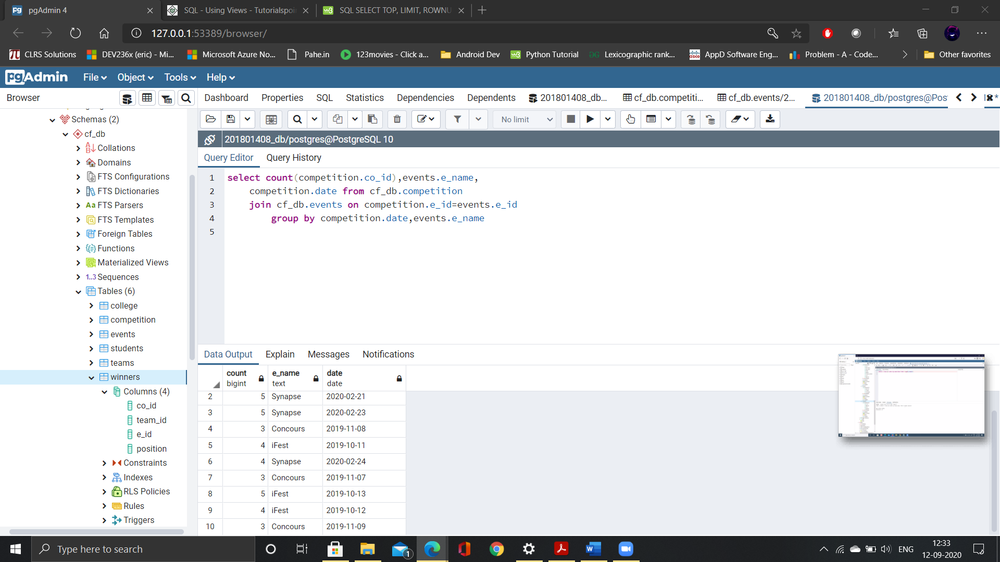 pgAdmin 4
SQL - Using Views - Tutorialspoi
SQL SELECT TOP, LIMIT, ROWNU
127.0.0.1:53389/browser/
CLRS Solutions
DEV236x (eric) - Mi...
Microsoft Azure No...
Pahe.in
123movies - Click a...
Android Dev
Python Tutorial
Lexicographic rank...
AppD Software Eng...
Problem - A - Code...
Other favorites
pgAdmin
File
Object
Tools
Help
Browser
Dashboard
Properties
SQL
Statistics
Dependencies
Dependents
201801408_db...
cf_db.competiti...
cf_db.events/2...
201801408_db/postgres@Pos
No limit
201801408_db/postgres@PostgreSQL 10
Query Editor
Query History
1 select count(competition.co_id),events.e_name,
2 competition.date from cf_db.competition
3 join cf_db.events on competition.e_id=events.e_id
4 group by competition.date,events.e_name
5
Schemas (2)
cf_db
Collations
Domains
FTS Configurations
FTS Dictionaries
Aa FTS Parsers
FTS Templates
Foreign Tables
Functions
Materialized Views
1..3 Sequences
Tables (6)
college
competition
events
students
teams
winners
Columns (4)
co_id
team_id
e_id
position
Constraints
Indexes
RLS Policies
Rules
Triggers
Data Output
Explain
Messages
Notifications
count bigint
e_name text
date date
2 5 Synapse 2020-02-21
3 5 Synapse 2020-02-23
4 3 Concours 2019-11-08
5 4 iFest 2019-10-11
6 4 Synapse 2020-02-24
7 3 Concours 2019-11-07
8 5 iFest 2019-10-13
9 4 iFest 2019-10-12
10 3 Concours 2019-11-09
Type here to search
1
ENG
12:33
12-09-2020